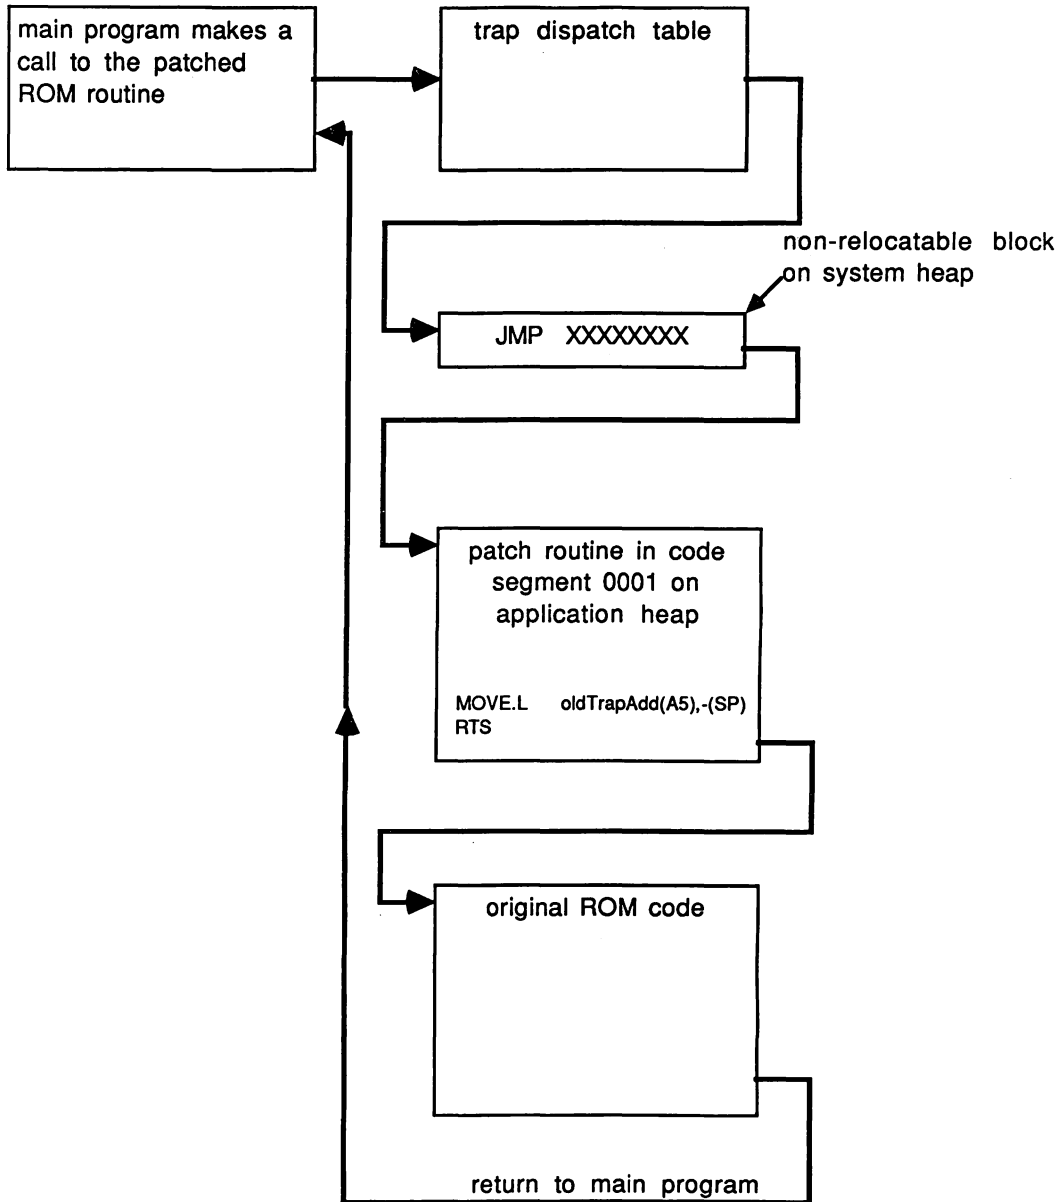 main program makes a
call to the patched
ROM routine
trap dispatch table
non-relocatable block
on system heap
JMP XXXXXXXX
patch routine in code
segment 0001 on
application heap
MOVE.L oldTrapAdd(A5),-(SP)
RTS
original ROM code
return to main program